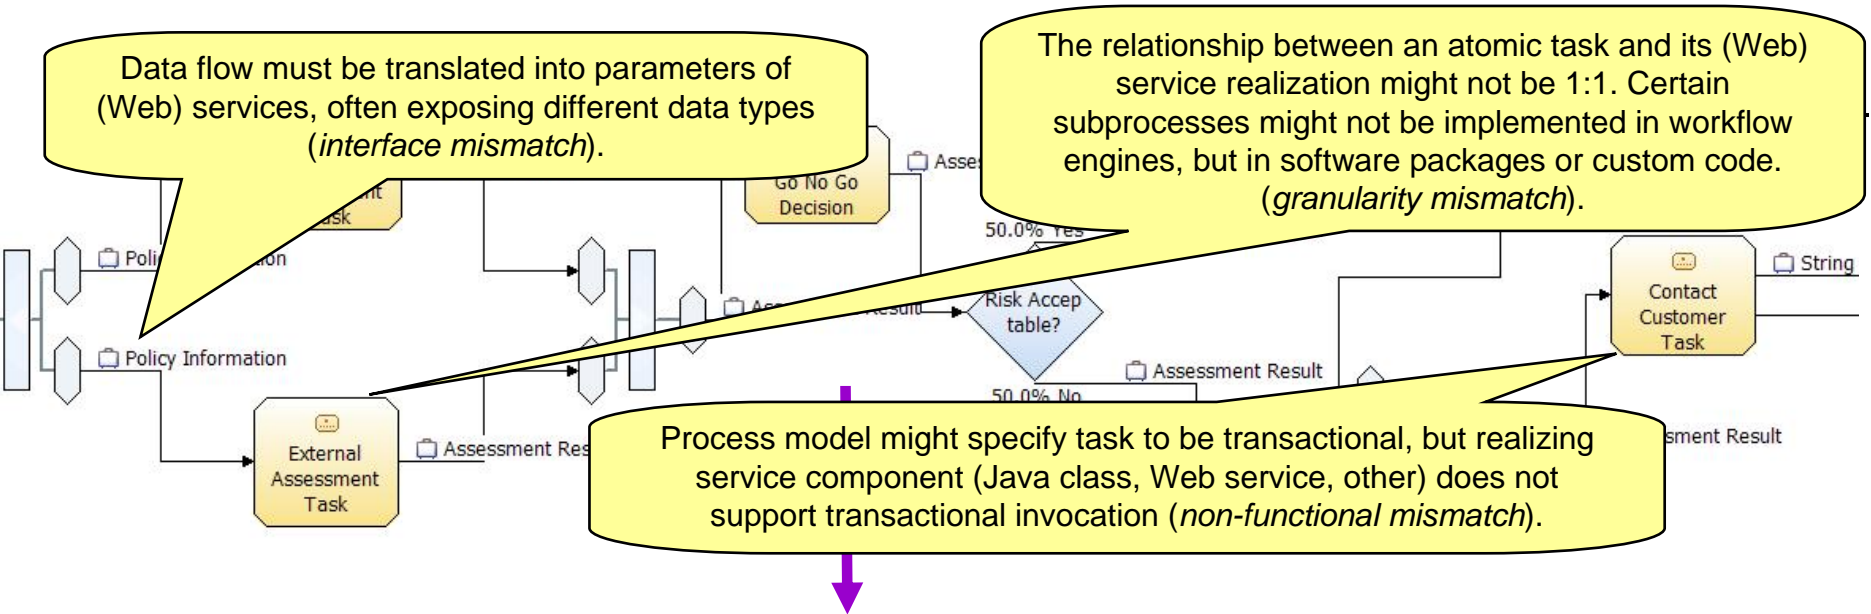 Data flow must be translated into parameters of
(Web) services, often exposing different data types
(interface mismatch).
The relationship between an atomic task and its (Web)
service realization might not be 1:1. Certain
subprocesses might not be implemented in workflow
engines, but in software packages or custom code.
(granularity mismatch).
Go No Go
Decision
50.0% Yes
String
Contact
Customer
Task
Risk Accep
table?
Policy Information
Assessment Result
50.0% No
External
Assessment
Task
Process model might specify task to be transactional, but realizing
service component (Java class, Web service, other) does not
support transactional invocation (non-functional mismatch).